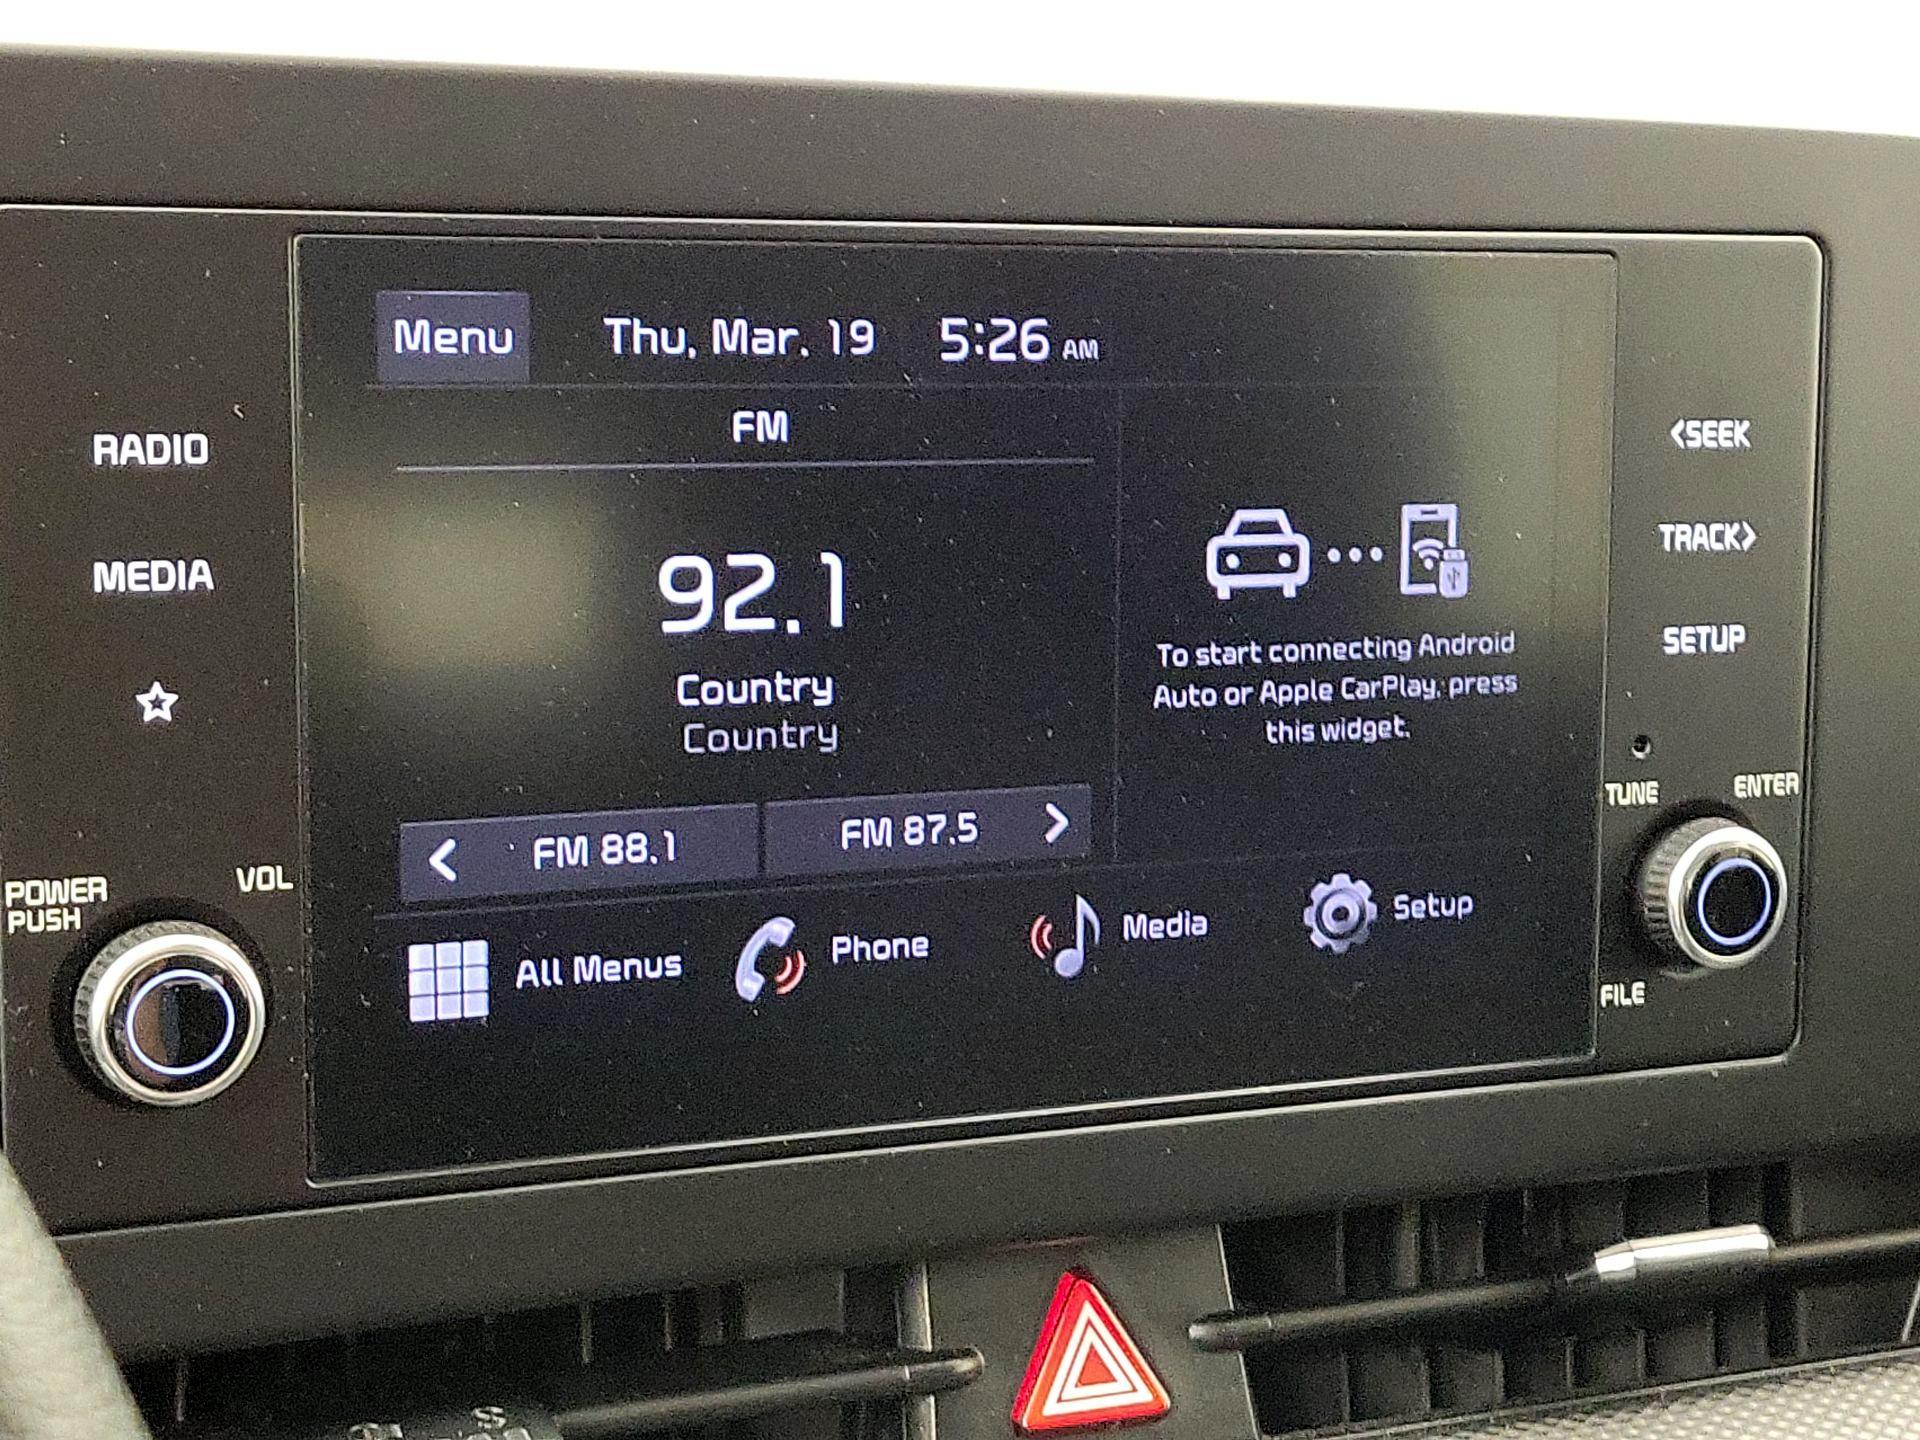 Menu
Thu, Mar. 19
5:26 AM
FM
92.1
Country
Country
FM 88.1
FM 87.5
To start connecting Android
Auto or Apple CarPlay, press
this widget.
All Menus
Phone
Media
Setup
RADIO
MEDIA
POWER
PUSH
VOL
<SEEK
TRACK>
SETUP
TUNE
ENTER
FILE